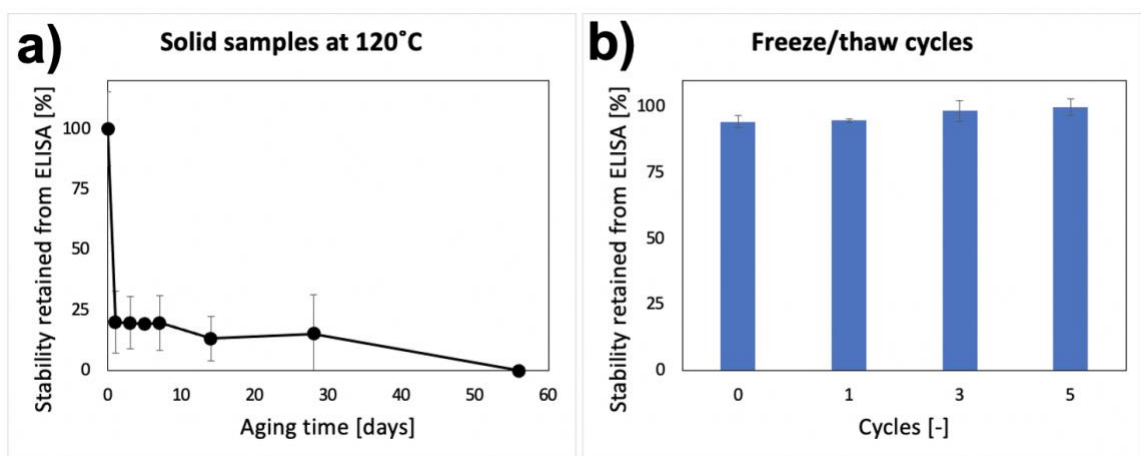 a)
Solid samples at 120˚C
Stability retained from ELISA [%]
100
75
50
25
0
0 10 20 30 40 50 60
Aging time [days]
b)
Freeze/thaw cycles
Stability retained from ELISA [%]
100
75
50
25
0
0 1 3 5
Cycles [-]